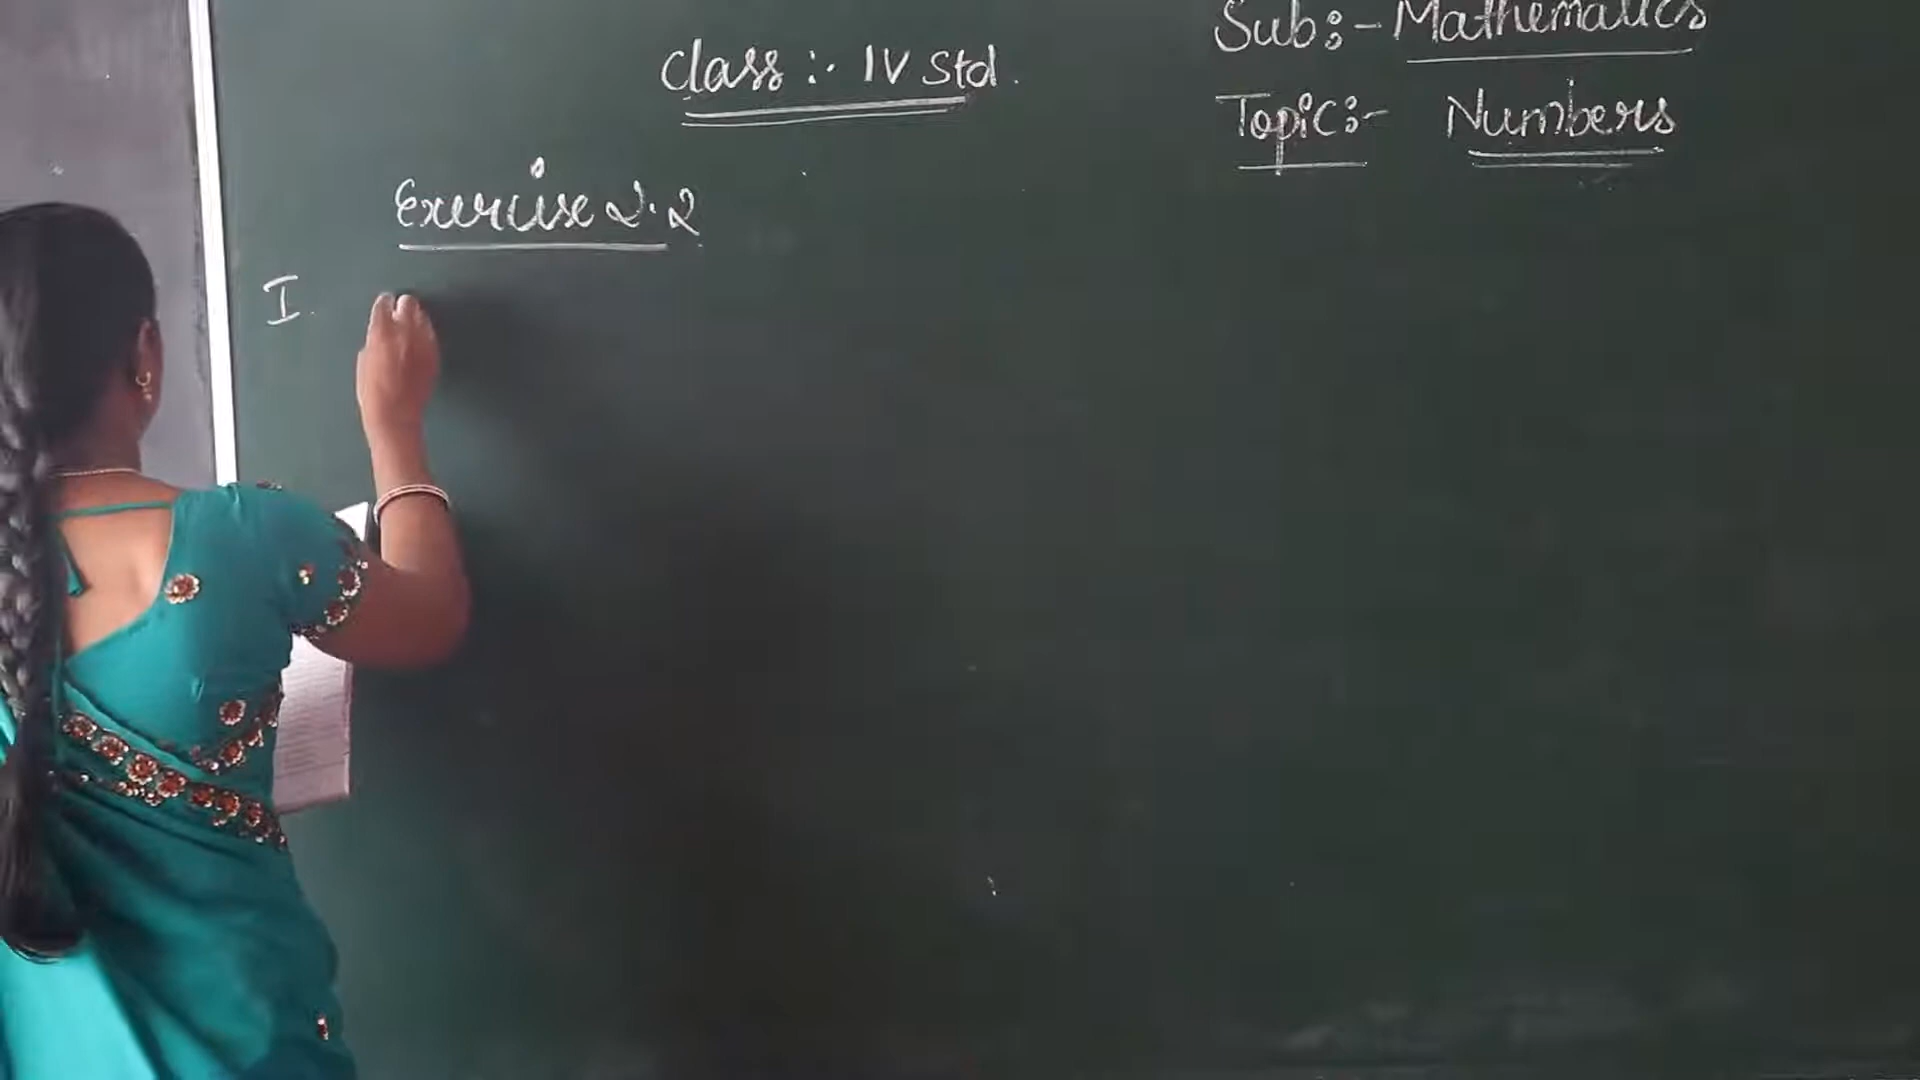 Sub:- Mathematics
Class :- IV Std.
Topic:- Numbers
Exercise 2.2
I.